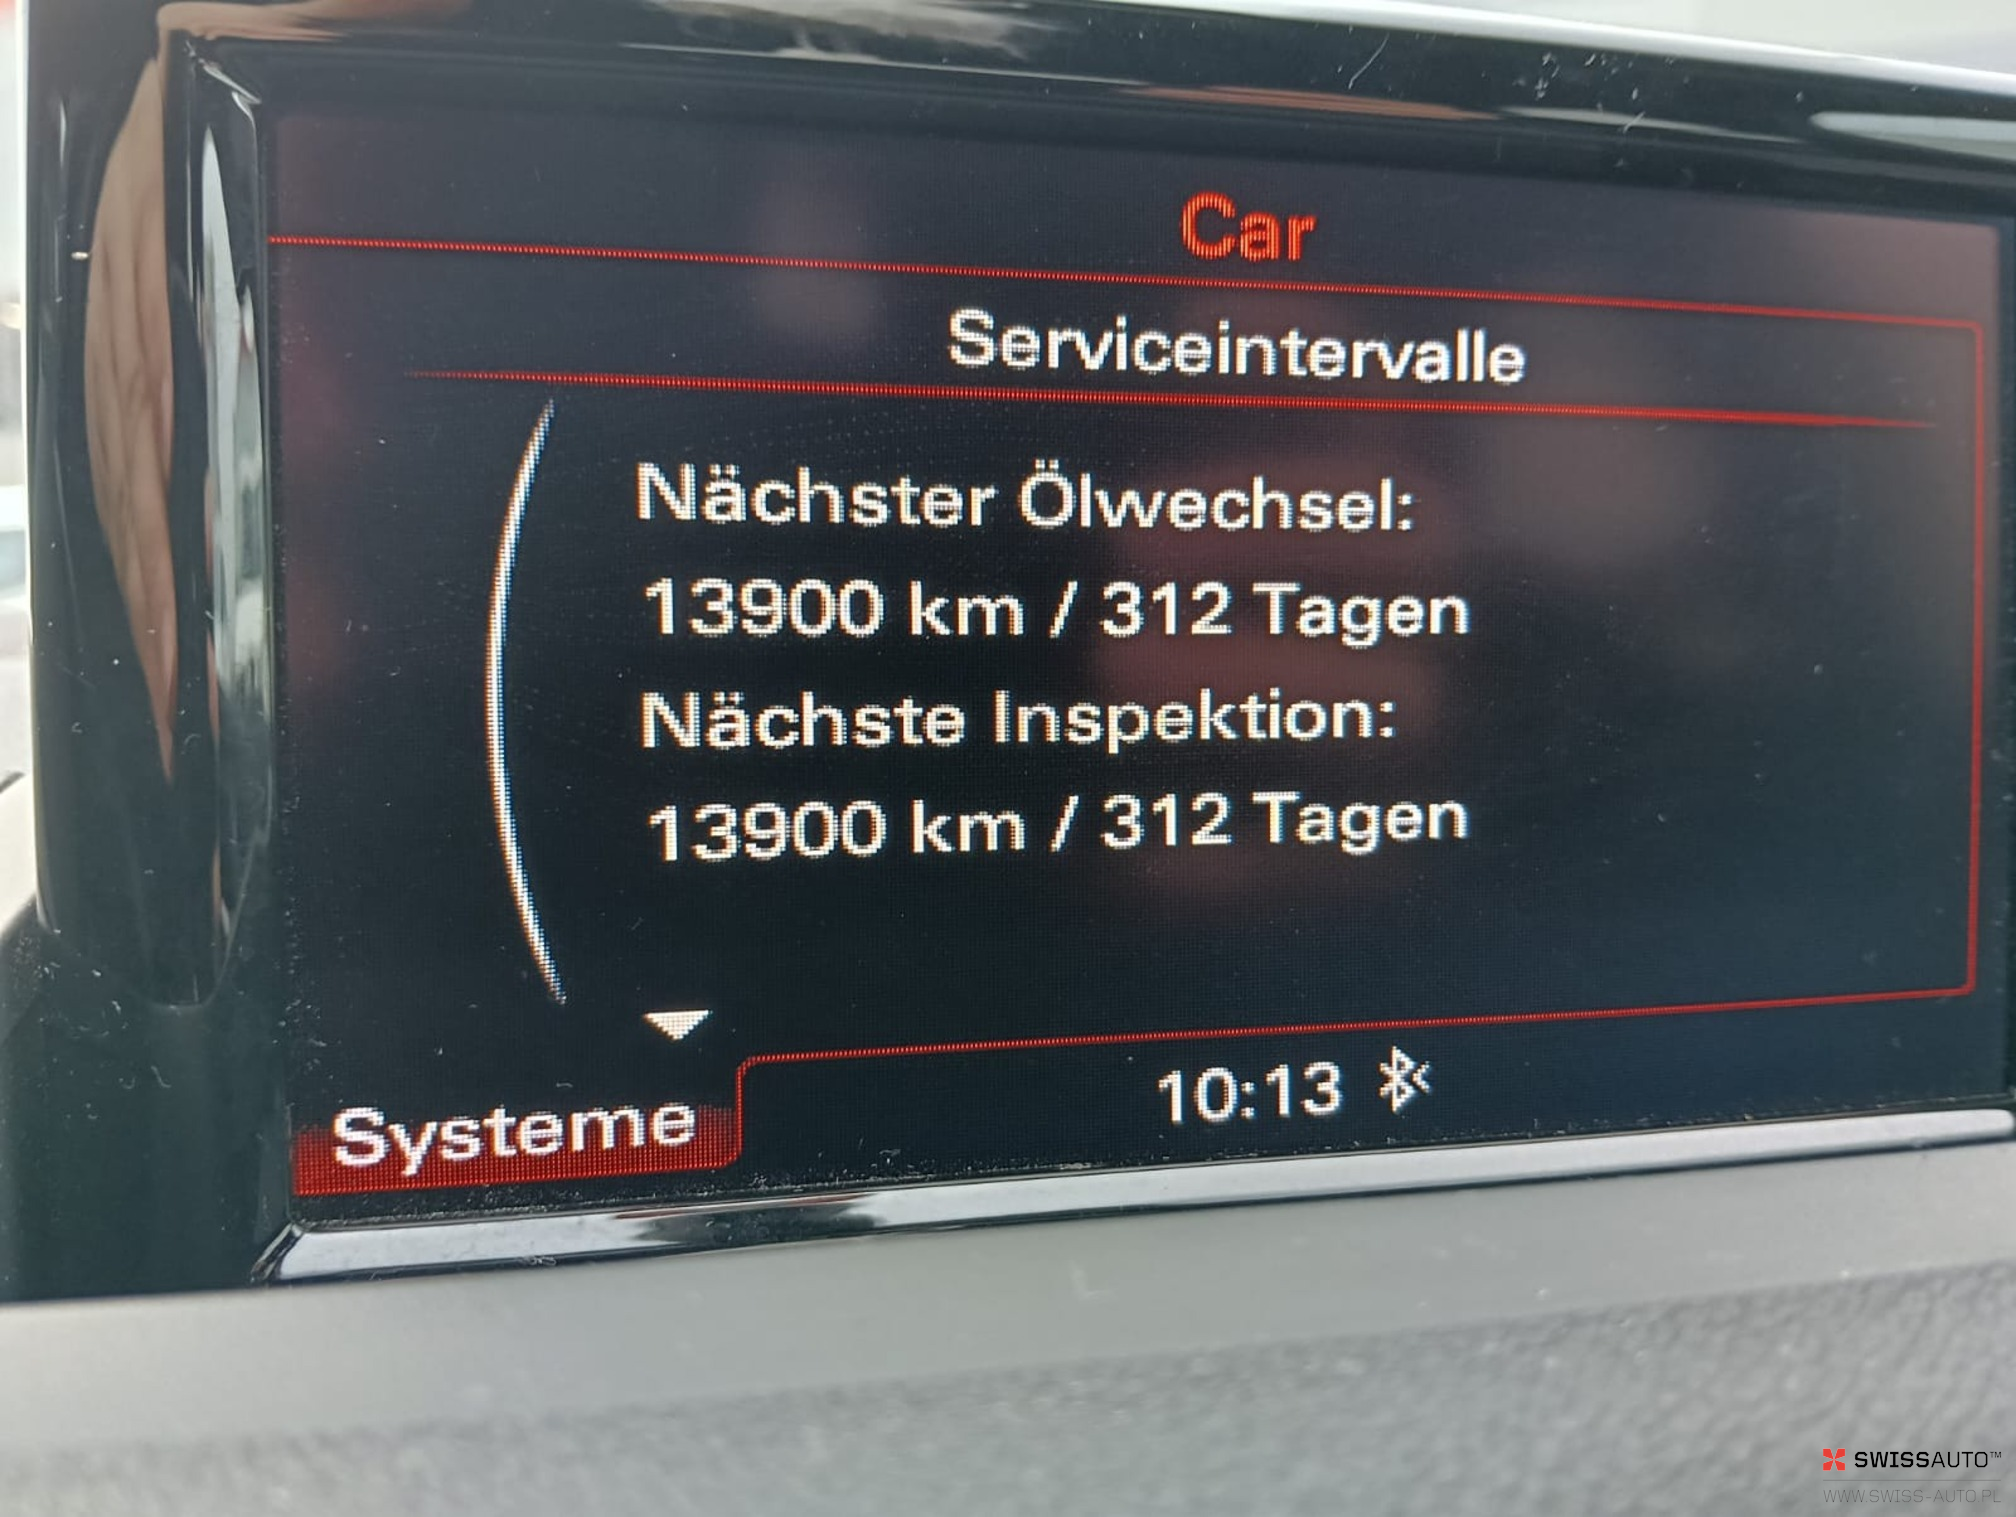 Car
Serviceintervalle
Nächster Ölwechsel:
13900 km / 312 Tagen
Nächste Inspektion:
13900 km / 312 Tagen
Systeme
10:13
SWISSAUTO™
WWW.SWISS-AUTO.PL